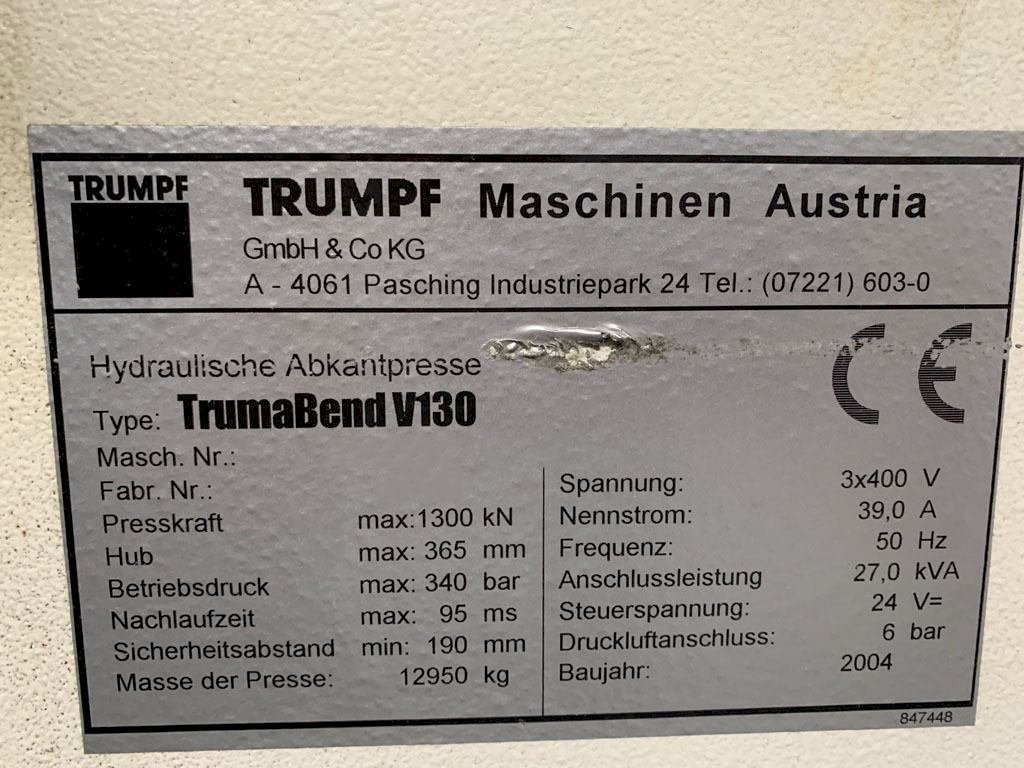 TRUMPF
TRUMPF Maschinen Austria
GmbH & Co KG
A - 4061 Pasching Industriepark 24 Tel.: (07221) 603-0
CE
Hydraulische Abkantpresse
Type: TrumaBend V130
Masch. Nr.:
Fabr. Nr.:
Presskraft max:1300 kN
Hub max: 365 mm
Betriebsdruck max: 340 bar
Nachlaufzeit max: 95 ms
Sicherheitsabstand min: 190 mm
Masse der Presse: 12950 kg
Spannung: 3x400 V
Nennstrom: 39,0 A
Frequenz: 50 Hz
Anschlussleistung 27,0 kVA
Steuerspannung: 24 V=
Druckluftanschluss: 6 bar
Baujahr: 2004
847448